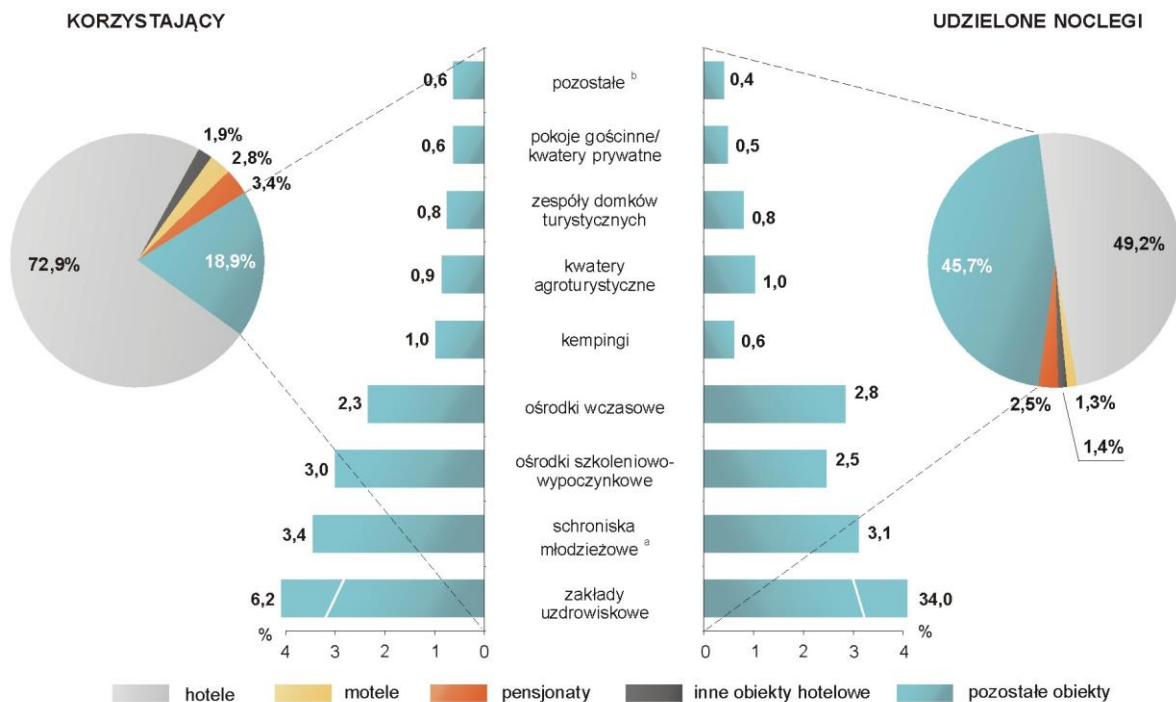 KORZYSTAJĄCY
UDZIELONE NOCLEGI
1,9%
2,8%
3,4%
72,9%
18,9%
0,6
pozostałe b
0,4
0,6
pokoje gościnne/
kwatery prywatne
0,5
0,8
zespóły domków
turystycznych
0,8
0,9
kwatery
agroturystyczne
1,0
1,0
kempingi
0,6
2,3
ośrodki wczasowe
2,8
3,0
ośrodki szkoleniowo-
wypoczynkowe
2,5
3,4
schroniska
młodzieżowe a
3,1
6,2
zakłady
uzdrowiskowe
34,0
49,2%
45,7%
2,5%
1,3%
1,4%
%
4 3 2 1 0
0 1 2 3 4
%
hotele
motele
pensjonaty
inne obiekty hotelowe
pozostałe obiekty